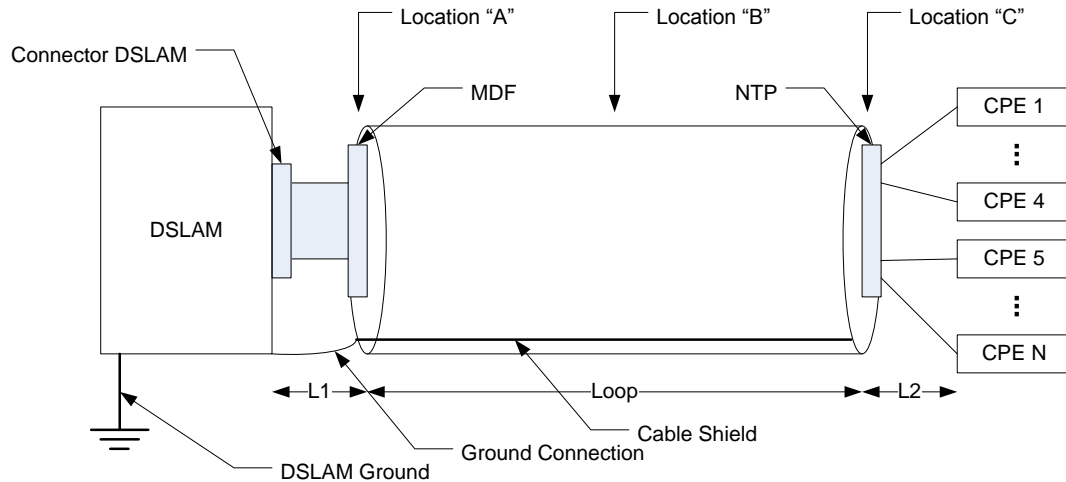 Location “A”
Location “B”
Location “C”
Connector DSLAM
MDF
NTP
CPE 1
...
CPE 4
DSLAM
CPE 5
...
CPE N
L1
Loop
L2
Cable Shield
Ground Connection
DSLAM Ground